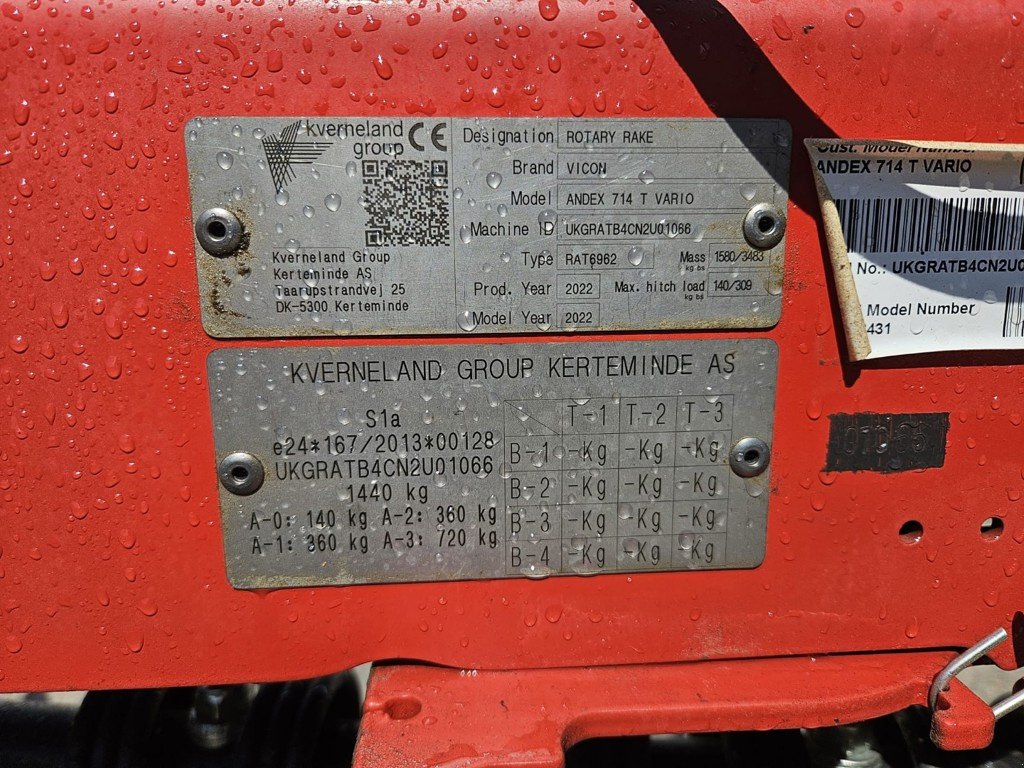 kverneland
group
CE
Kverneland Group
Kerteminde AS
Taarupstrandvej 25
DK-5300 Kerteminde
Designation ROTARY RAKE
Brand VICON
Model ANDEX 714 T VARIO
Machine ID UKGRATB4CN2U01066
Type RAT6962 Mass kg lbs 1580/3483
Prod. Year 2022 Max. hitch load kg lbs 140/309
Model Year 2022
KVERNELAND GROUP KERTEMINDE AS
S1a
e24*167/2013*00128
UKGRATB4CN2U01066
1440 kg
A-0: 140 kg A-2: 360 kg
A-1: 360 kg A-3: 720 kg
T-1 T-2 T-3
B-1 -Kg -Kg -Kg
B-2 -Kg -Kg -Kg
B-3 -Kg -Kg -Kg
B-4 -Kg -Kg -Kg
Cust. Model Number
ANDEX 714 T VARIO
No.: UKGRATB4CN2U0
Model Number
431